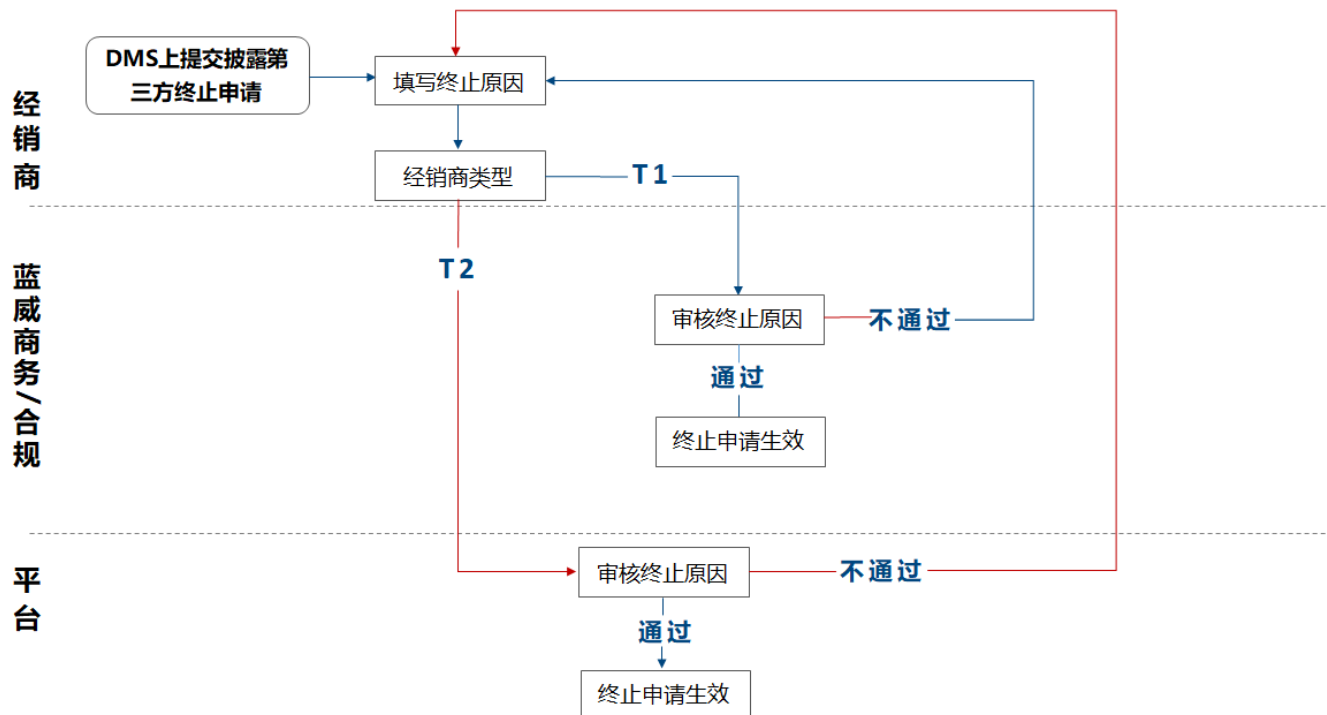 经销商
DMS上提交披露第
三方终止申请
填写终止原因
经销商类型
T1
蓝威商务/合规
T2
审核终止原因
不通过
通过
终止申请生效
平台
审核终止原因
不通过
通过
终止申请生效